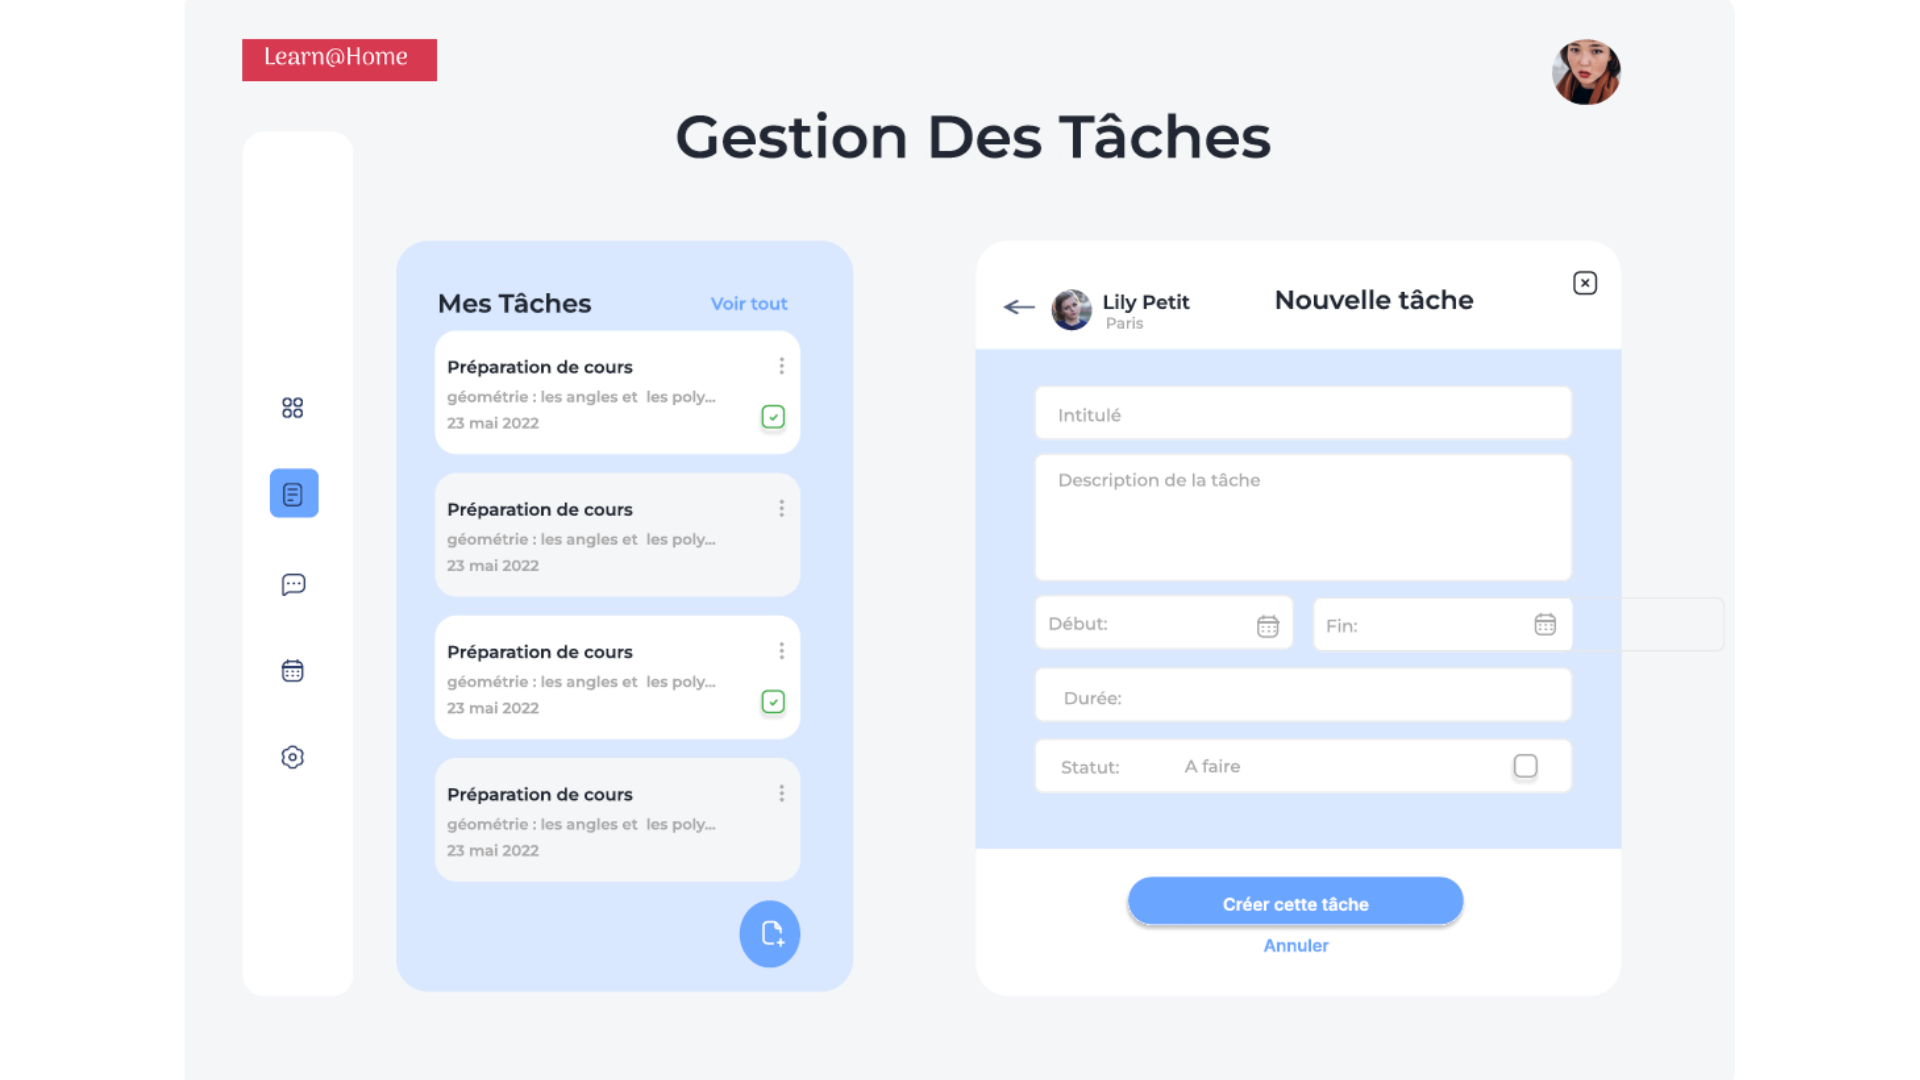 Learn@Home
Gestion Des Tâches
Mes Tâches
Voir tout
Préparation de cours
géométrie : les angles et  les poly...
23 mai 2022
Préparation de cours
géométrie : les angles et  les poly...
23 mai 2022
Préparation de cours
géométrie : les angles et  les poly...
23 mai 2022
Préparation de cours
géométrie : les angles et  les poly...
23 mai 2022
Lily Petit
Paris
Nouvelle tâche
Intitulé
Description de la tâche
Début:
Fin:
Durée:
Statut:
A faire
Créer cette tâche
Annuler